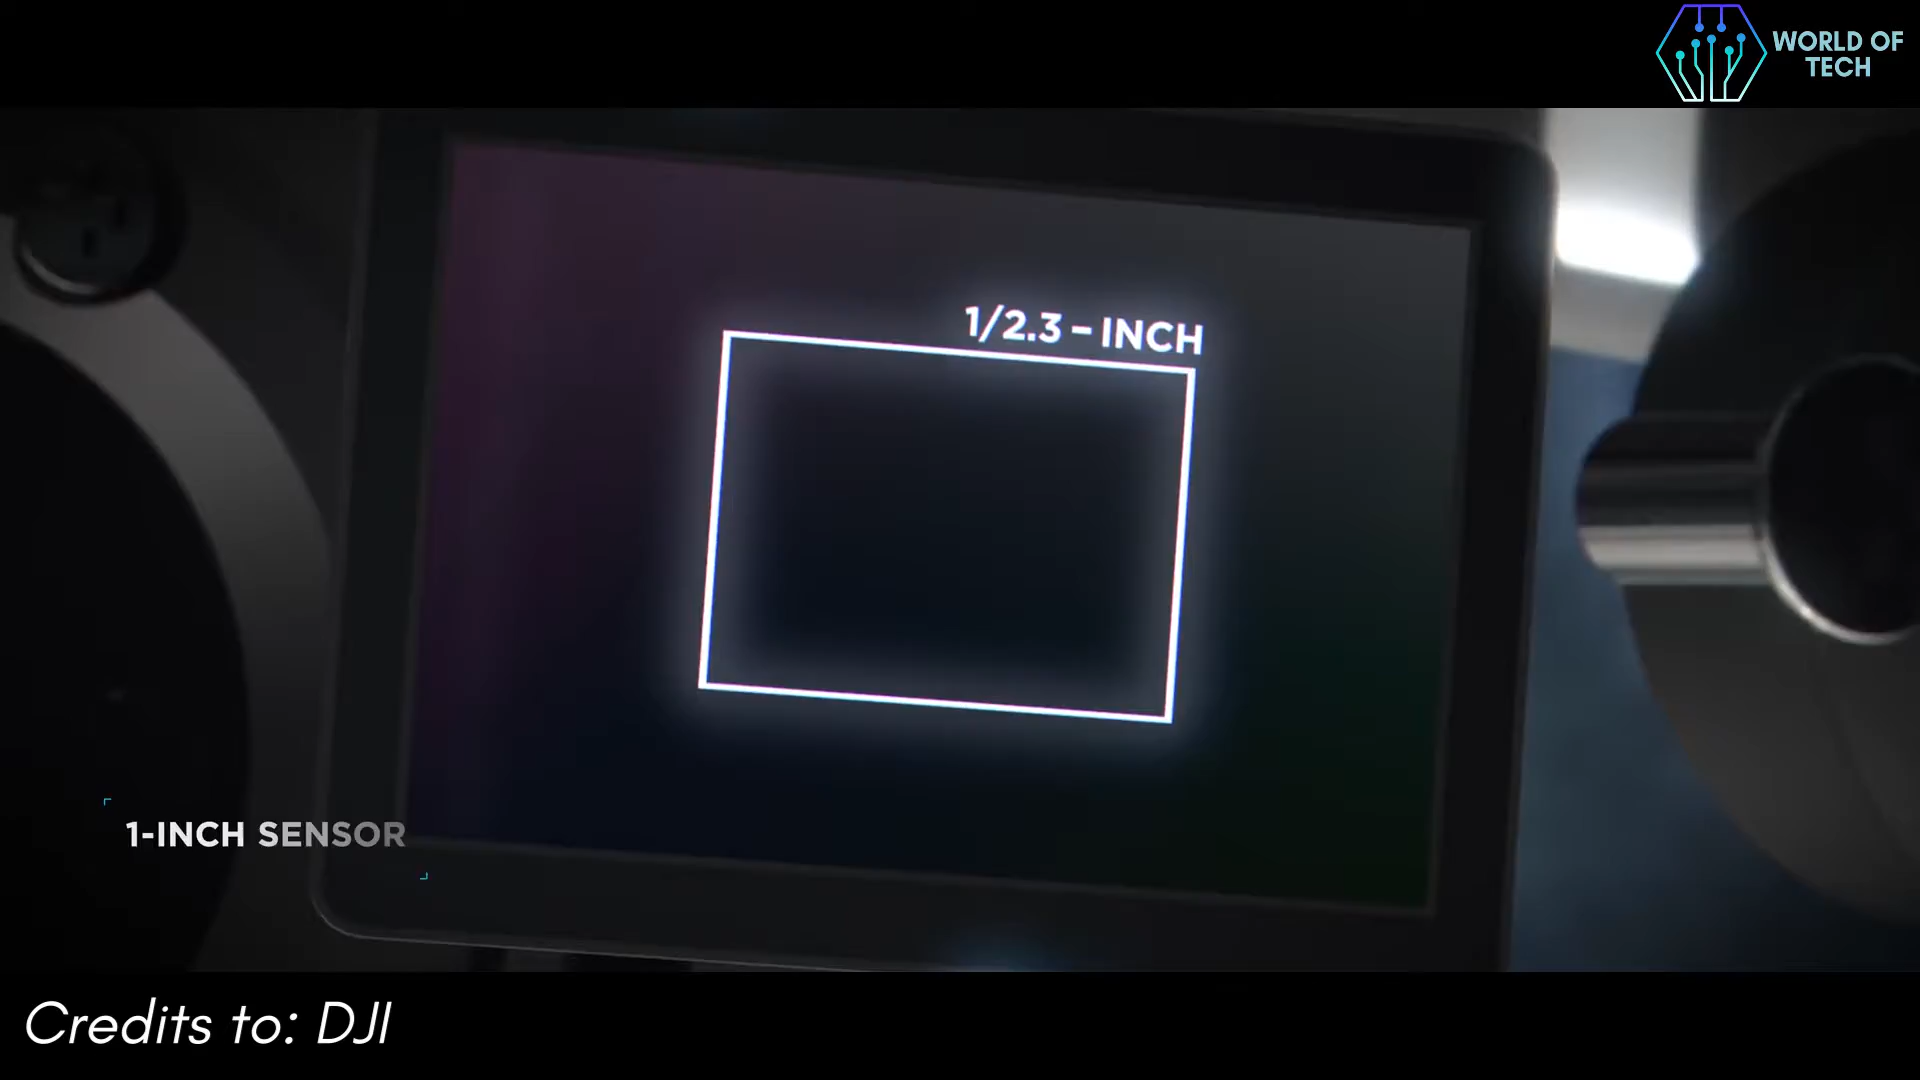 WORLD OF
TECH
1/2.3-INCH
1-INCH SENSOR
Credits to: DJI